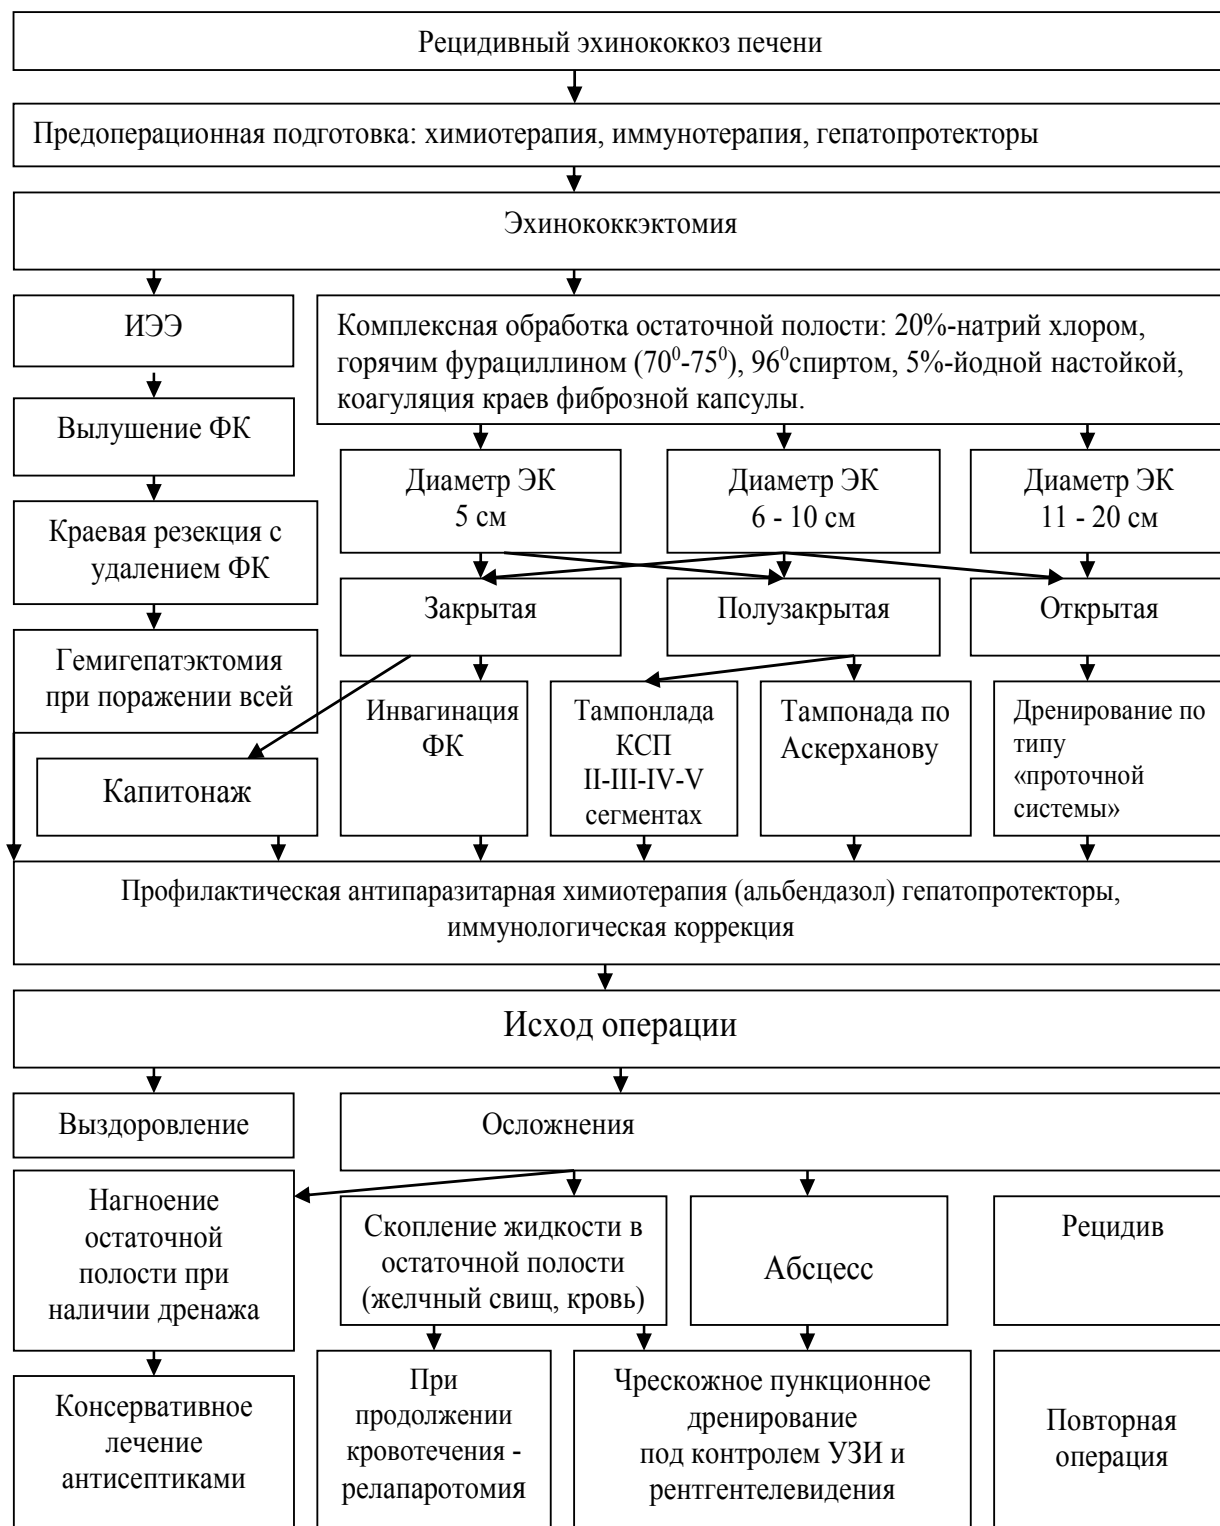 Рецидивный эхинококкоз печени
Предоперационная подготовка: химиотерапия, иммунотерапия, гепатопротекторы
Эхинококкэктомия
ИЭЭ
Комплексная обработка остаточной полости: 20%-натрий хлором,
горячим фурациллином (70⁰-75⁰), 96⁰спиртом, 5%-йодной настойкой,
коагуляция краев фиброзной капсулы.
Вылушение ФК
Диаметр ЭК
5 см
Диаметр ЭК
6 - 10 см
Диаметр ЭК
11 - 20 см
Краевая резекция с
удалением ФК
Закрытая
Полузакрытая
Открытая
Гемигепатэктомия
при поражении всей
Инвагинация
ФК
Тампонлада
КСП
II-III-IV-V
сегментах
Тампонада по
Аскерханову
Дренирование по
типу
«проточной
системы»
Капитонаж
Профилактическая антипаразитарная химиотерапия (альбендазол) гепатопротекторы,
иммунологическая коррекция
Исход операции
Выздоровление
Осложнения
Нагноение
остаточной
полости при
наличии дренажа
Скопление жидкости в
остаточной полости
(желчный свищ, кровь)
Абсцесс
Рецидив
Консервативное
лечение
антисептиками
При
продолжении
кровотечения -
релапаротомия
Чрескожное пункционное
дренирование
под контролем УЗИ и
рентгентелевидения
Повторная
операция